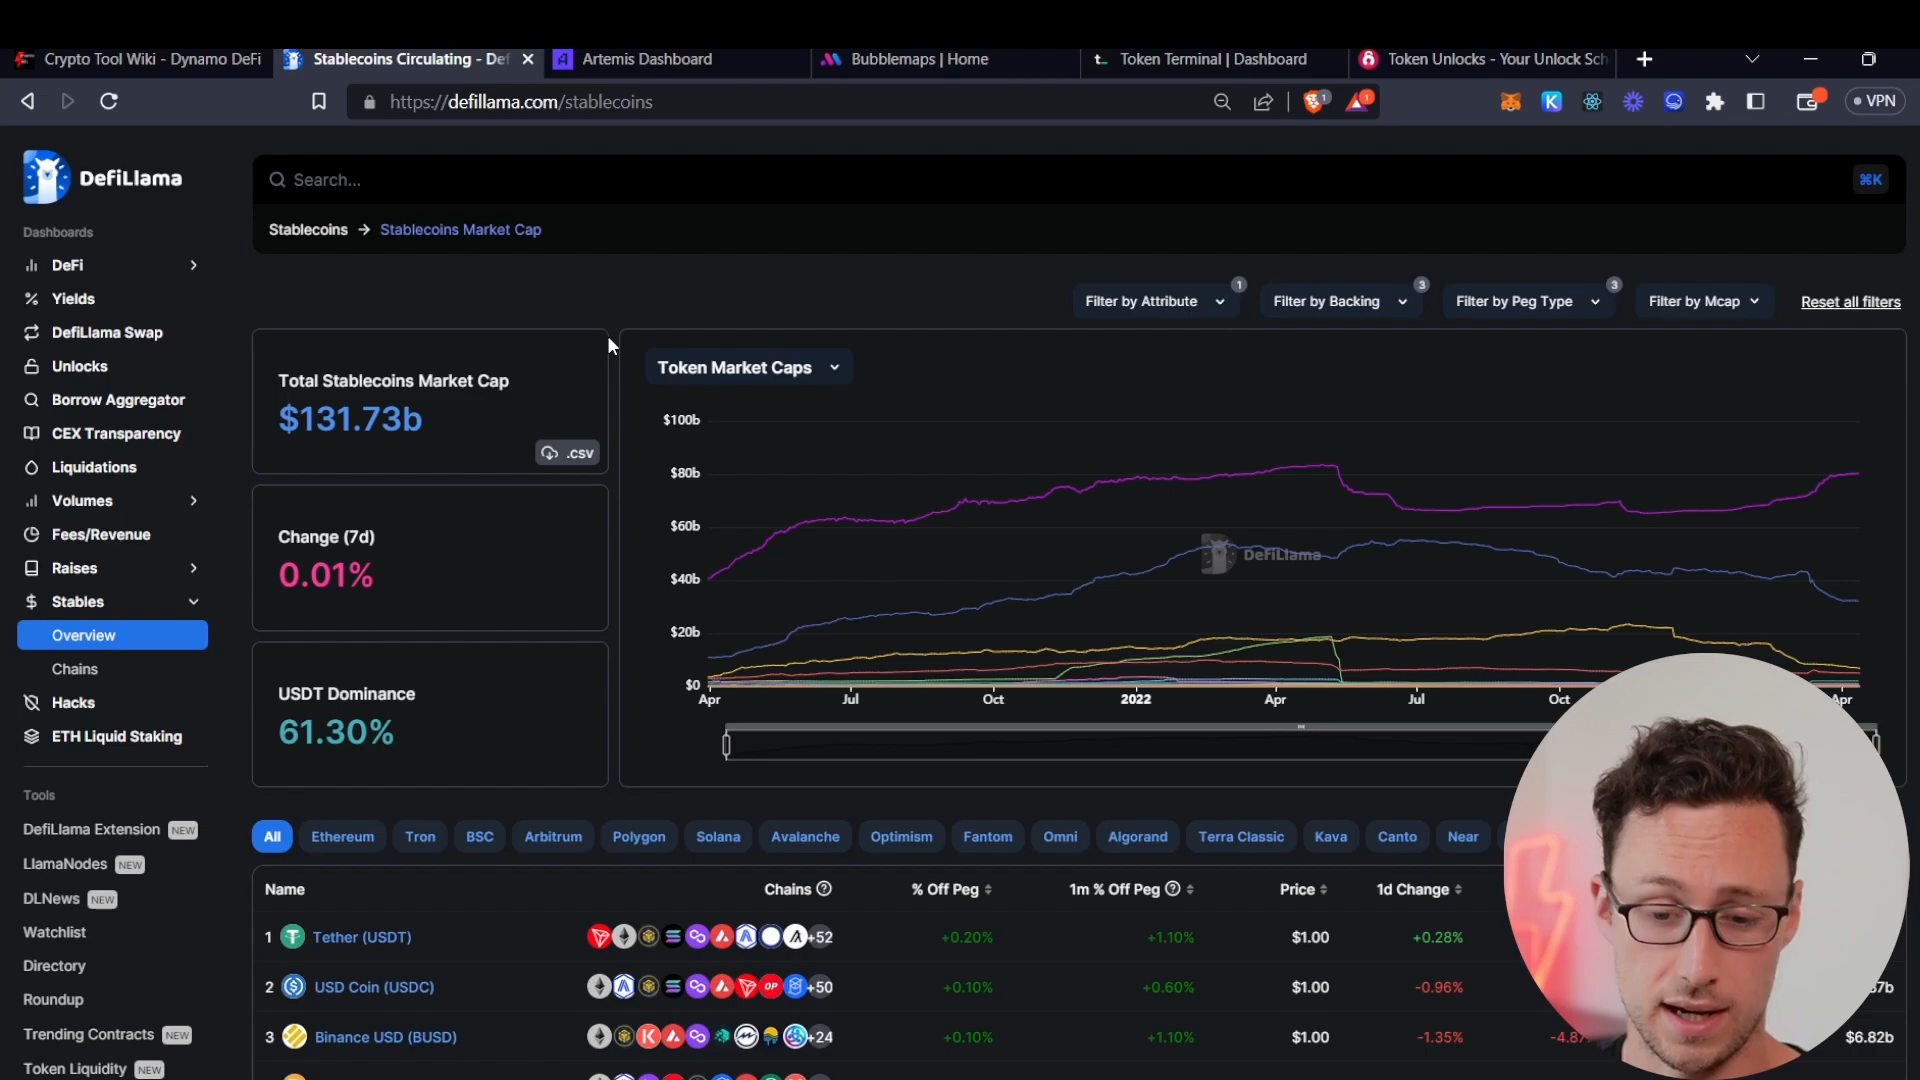 Crypto Tool Wiki - Dynamo DeFi
Stablecoins Circulating - Def
Artemis Dashboard
Bubblemaps | Home
Token Terminal | Dashboard
Token Unlocks - Your Unlock Sch
https://defillama.com/stablecoins
1
1
VPN
DefiLlama
Search...
⌘K
Stablecoins → Stablecoins Market Cap
Dashboards
DeFi
Yields
DefiLlama Swap
Unlocks
Borrow Aggregator
CEX Transparency
Liquidations
Volumes
Fees/Revenue
Raises
Stables
Overview
Chains
Hacks
ETH Liquid Staking
Tools
DefiLlama Extension NEW
LlamaNodes NEW
DLNews NEW
Watchlist
Directory
Roundup
Trending Contracts NEW
Token Liquidity NEW
Filter by Attribute 1
Filter by Backing 3
Filter by Peg Type 3
Filter by Mcap
Reset all filters
Total Stablecoins Market Cap
$131.73b
.csv
Change (7d)
0.01%
USDT Dominance
61.30%
Token Market Caps
$100b
$80b
$60b
$40b
$20b
$0
DefiLlama
Apr Jul Oct 2022 Apr Jul Oct Apr
All Ethereum Tron BSC Arbitrum Polygon Solana Avalanche Optimism Fantom Omni Algorand Terra Classic Kava Canto Near
Name Chains % Off Peg 1m % Off Peg Price 1d Change
1 Tether (USDT) +52 +0.20% +1.10% $1.00 +0.28%
2 USD Coin (USDC) OP +50 +0.10% +0.60% $1.00 -0.96%
3 Binance USD (BUSD) +24 +0.10% +1.10% $1.00 -1.35% $6.82b